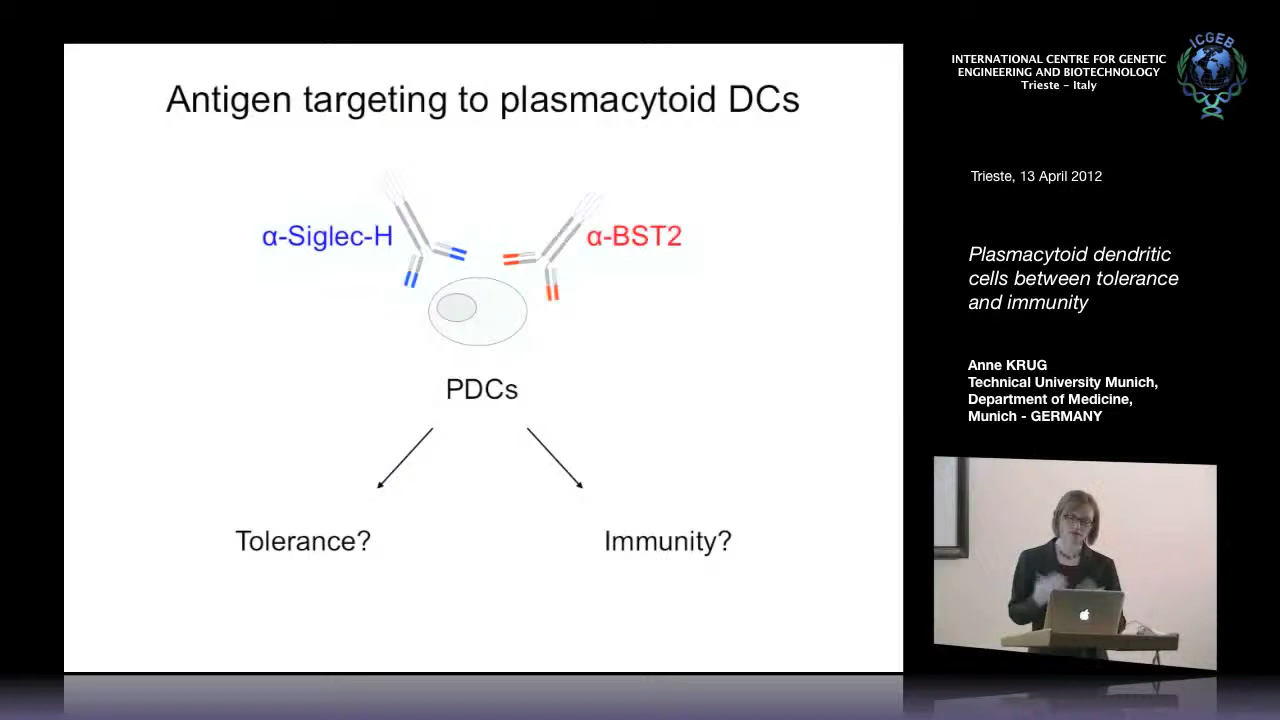 Antigen targeting to plasmacytoid DCs
α-Siglec-H
α-BST2
PDCs
Tolerance?
Immunity?
INTERNATIONAL CENTRE FOR GENETIC
ENGINEERING AND BIOTECHNOLOGY
Trieste - Italy
ICGEB
Trieste, 13 April 2012
Plasmacytoid dendritic
cells between tolerance
and immunity
Anne KRUG
Technical University Munich,
Department of Medicine,
Munich - GERMANY